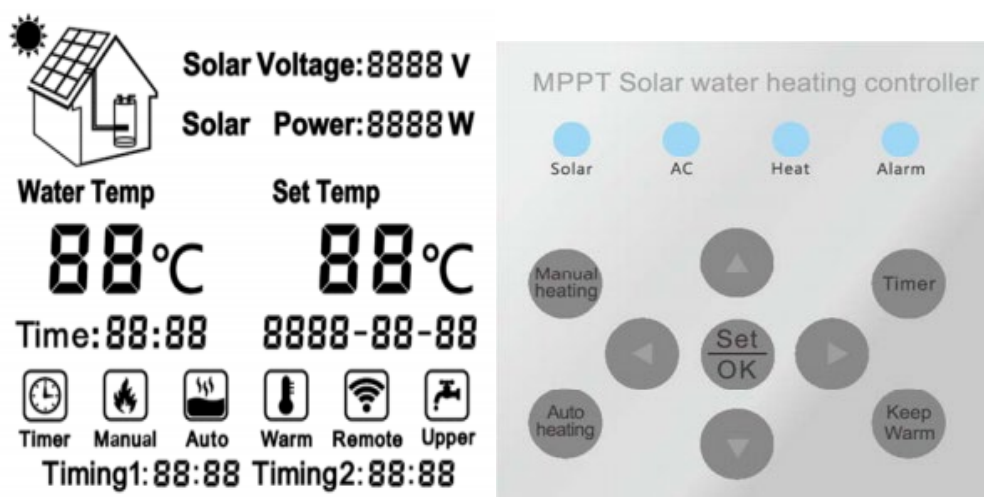 Solar Voltage:8888 V
Solar Power:8888 W
Water Temp Set Temp
88°C 88°C
Time:88:88 8888-88-88
Timer Manual Auto Warm Remote Upper
Timing1:88:88 Timing2:88:88
MPPT Solar water heating controller
Solar AC Heat Alarm
Manual
heating
Timer
Set
OK
Auto
heating
Keep
Warm